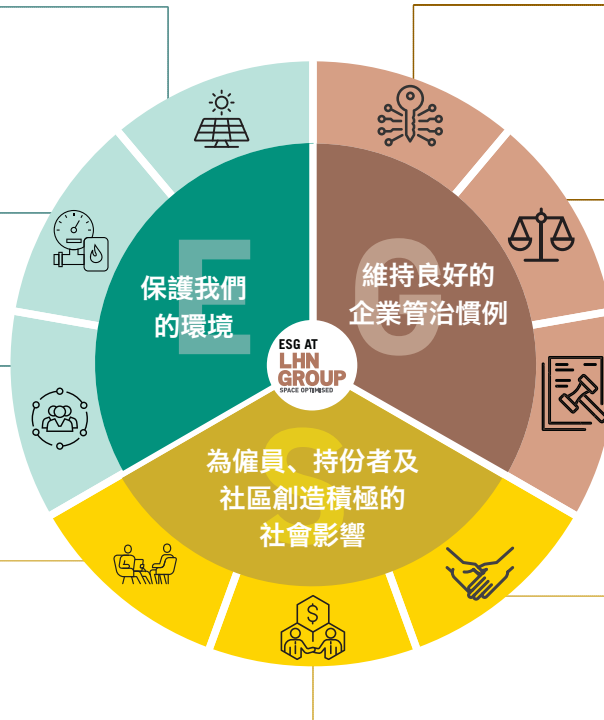 E
保護我們
的環境
G
維持良好的
企業管治慣例
ESG AT
LHN
GROUP
SPACE OPTIMISED
S
為僱員、持份者及
社區創造積極的
社會影響
$